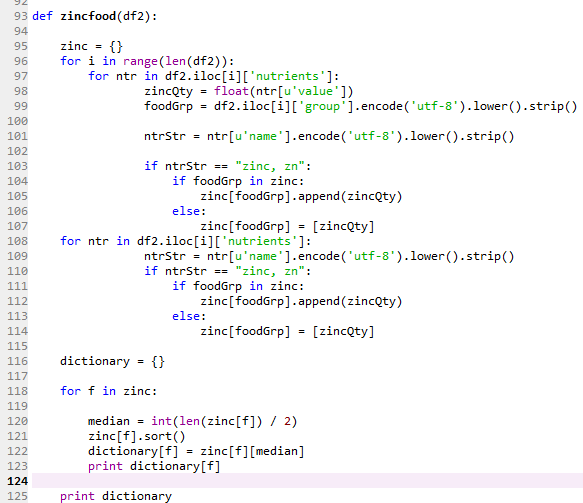 92
93 def zincfood(df2):
94
95     zinc = {}
96     for i in range(len(df2)):
97         for ntr in df2.iloc[i]['nutrients']:
98                 zincQty = float(ntr[u'value'])
99                 foodGrp = df2.iloc[i]['group'].encode('utf-8').lower().strip()
100
101                 ntrStr = ntr[u'name'].encode('utf-8').lower().strip()
102
103                 if ntrStr == "zinc, zn":
104                     if foodGrp in zinc:
105                         zinc[foodGrp].append(zincQty)
106                     else:
107                         zinc[foodGrp] = [zincQty]
108     for ntr in df2.iloc[i]['nutrients']:
109                 ntrStr = ntr[u'name'].encode('utf-8').lower().strip()
110                 if ntrStr == "zinc, zn":
111                     if foodGrp in zinc:
112                         zinc[foodGrp].append(zincQty)
113                     else:
114                         zinc[foodGrp] = [zincQty]
115
116     dictionary = {}
117
118     for f in zinc:
119
120         median = int(len(zinc[f]) / 2)
121         zinc[f].sort()
122         dictionary[f] = zinc[f][median]
123         print dictionary[f]
124
125     print dictionary